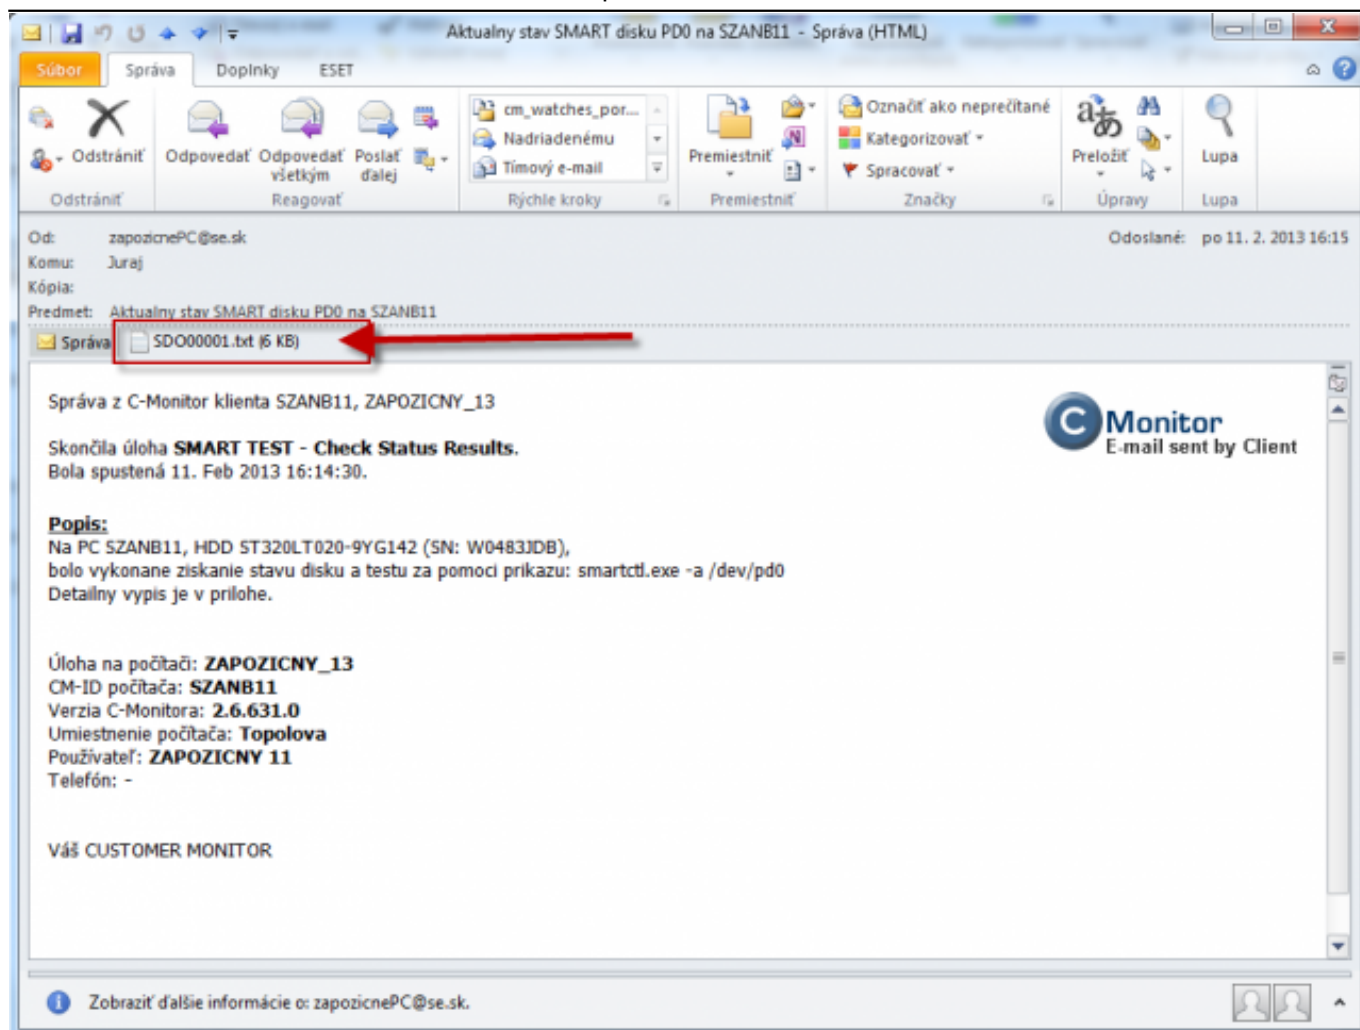 Aktualny stav SMART disku PD0 na SZANB11 - Správa (HTML)
Súbor Správa Doplnky ESET
Odstrániť
Odpovedať
Odpovedať všetkým
Poslať ďalej
cm_watches_por...
Nadriadenému
Tímový e-mail
Premiestniť
Označiť ako neprečítané
Kategorizovať
Spracovať
Preložiť
Lupa
Odstrániť Reagovať Rýchle kroky Premiestniť Značky Úpravy Lupa
Od: zapozicnePC@se.sk Odoslané: po 11. 2. 2013 16:15
Komu: Juraj
Kópia:
Predmet: Aktualny stav SMART disku PD0 na SZANB11
Správa SDO00001.txt (6 KB)
Správa z C-Monitor klienta SZANB11, ZAPOZICNY_13
C Monitor
E-mail sent by Client
Skončila úloha SMART TEST - Check Status Results.
Bola spustená 11. Feb 2013 16:14:30.
Popis:
Na PC SZANB11, HDD ST320LT020-9YG142 (SN: W0483JDB),
bolo vykonane ziskanie stavu disku a testu za pomoci prikazu: smartctl.exe -a /dev/pd0
Detailny vypis je v prilohe.
Úloha na počítači: ZAPOZICNY_13
CM-ID počítača: SZANB11
Verzia C-Monitora: 2.6.631.0
Umiestnenie počítača: Topolova
Používateľ: ZAPOZICNY 11
Telefón: -
Váš CUSTOMER MONITOR
Zobraziť ďalšie informácie o: zapozicnePC@se.sk.